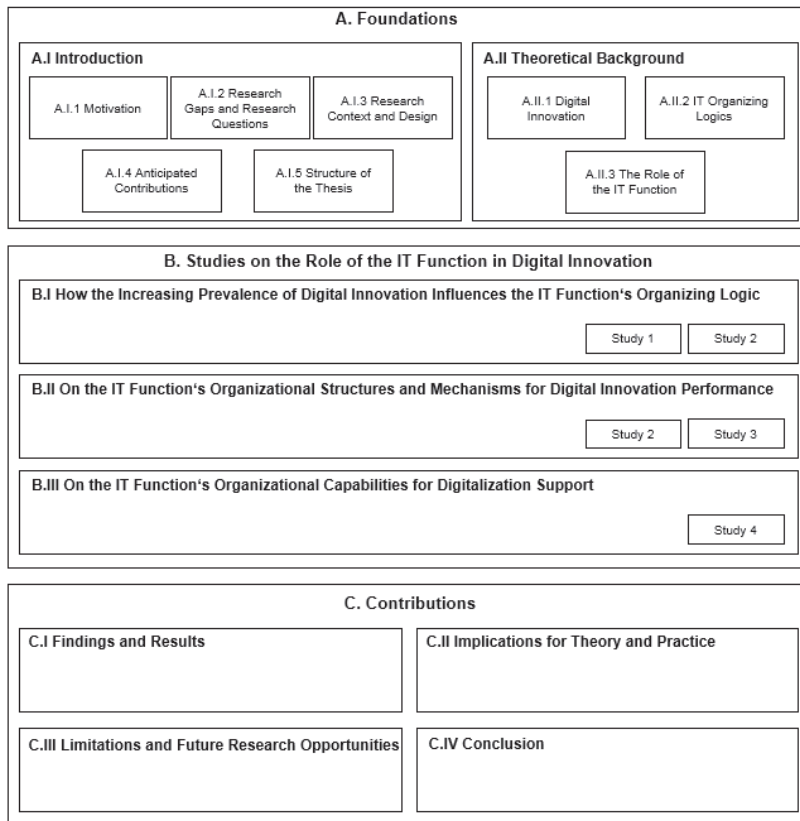 A. Foundations
A.I Introduction
A.I.1 Motivation
A.I.2 Research
Gaps and Research
Questions
A.I.3 Research
Context and Design
A.I.4 Anticipated
Contributions
A.I.5 Structure of
the Thesis
A.II Theoretical Background
A.II.1 Digital
Innovation
A.II.2 IT Organizing
Logics
A.II.3 The Role of
the IT Function
B. Studies on the Role of the IT Function in Digital Innovation
B.I How the Increasing Prevalence of Digital Innovation Influences the IT Function‘s Organizing Logic
Study 1
Study 2
B.II On the IT Function‘s Organizational Structures and Mechanisms for Digital Innovation Performance
Study 2
Study 3
B.III On the IT Function‘s Organizational Capabilities for Digitalization Support
Study 4
C. Contributions
C.I Findings and Results
C.II Implications for Theory and Practice
C.III Limitations and Future Research Opportunities
C.IV Conclusion